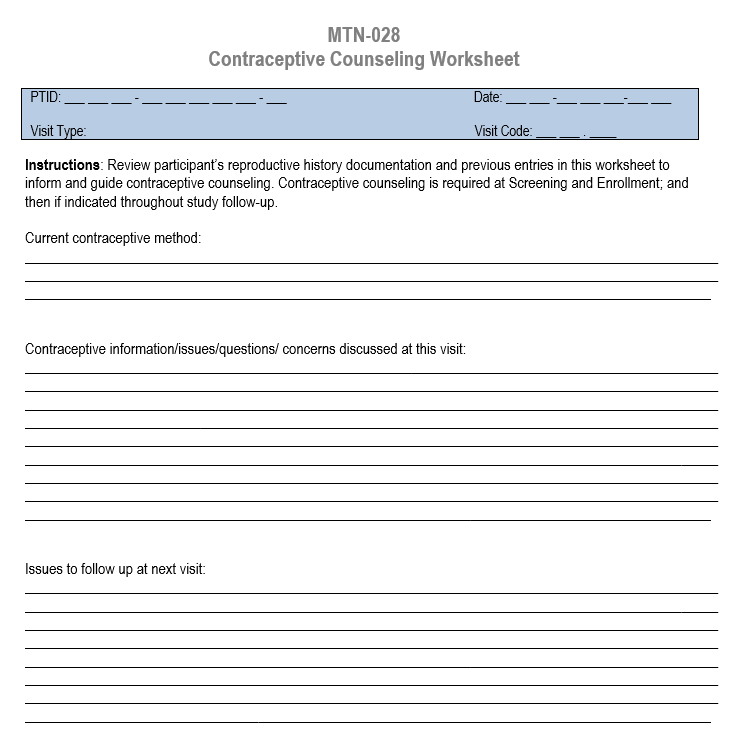 MTN-028
Contraceptive Counseling Worksheet
PTID: ___ ___ ___ - ___ ___ ___ ___ ___ - ___ Date: ___ ___ -___ ___ ___-___ ___
Visit Type: Visit Code: ___ ___ . ____
Instructions: Review participant's reproductive history documentation and previous entries in this worksheet to
inform and guide contraceptive counseling. Contraceptive counseling is required at Screening and Enrollment; and
then if indicated throughout study follow-up.
Current contraceptive method:
Contraceptive information/issues/questions/ concerns discussed at this visit:
Issues to follow up at next visit: